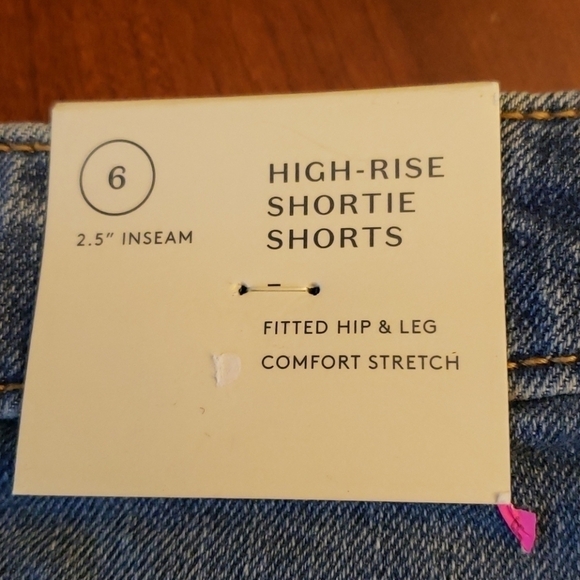 6
2.5" INSEAM
HIGH-RISE
SHORTIE
SHORTS
–
FITTED HIP & LEG
COMFORT STRETCH